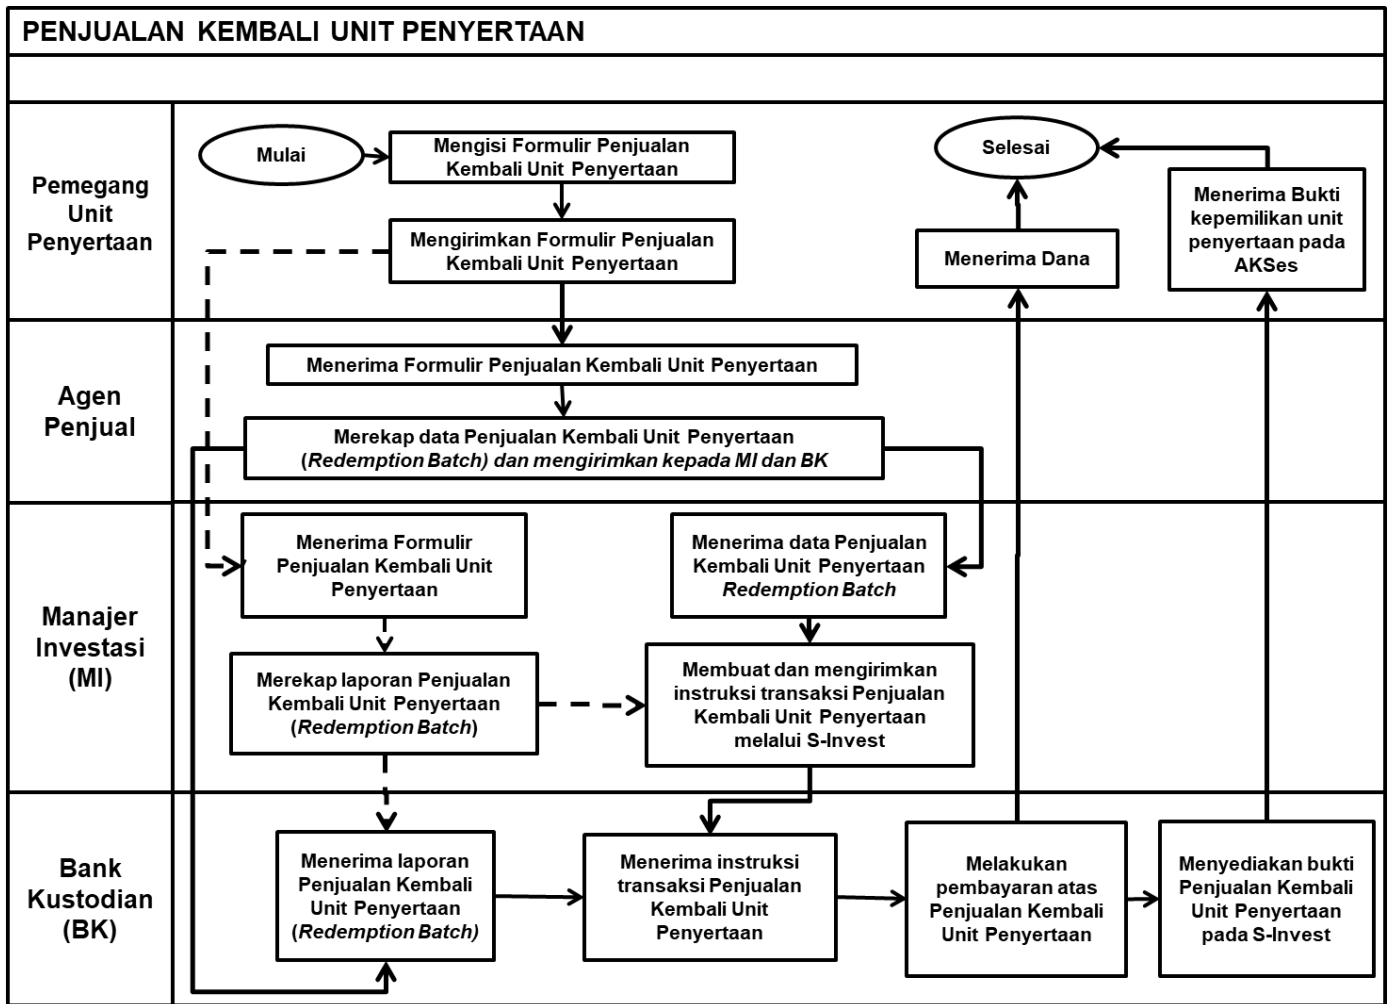 PENJUALAN KEMBALI UNIT PENYERTAAN
Pemegang
Unit
Penyertaan
Mulai
Mengisi Formulir Penjualan
Kembali Unit Penyertaan
Mengirimkan Formulir Penjualan
Kembali Unit Penyertaan
Selesai
Menerima Dana
Menerima Bukti
kepemilikan unit
penyertaan pada
AKSes
Agen
Penjual
Menerima Formulir Penjualan Kembali Unit Penyertaan
Merekap data Penjualan Kembali Unit Penyertaan
(Redemption Batch) dan mengirimkan kepada MI dan BK
Manajer
Investasi
(MI)
Menerima Formulir
Penjualan Kembali Unit
Penyertaan
Menerima data Penjualan
Kembali Unit Penyertaan
Redemption Batch
Merekap laporan Penjualan
Kembali Unit Penyertaan
(Redemption Batch)
Membuat dan mengirimkan
instruksi transaksi Penjualan
Kembali Unit Penyertaan
melalui S-Invest
Bank
Kustodian
(BK)
Menerima laporan
Penjualan Kembali
Unit Penyertaan
(Redemption Batch)
Menerima instruksi
transaksi Penjualan
Kembali Unit
Penyertaan
Melakukan
pembayaran atas
Penjualan Kembali
Unit Penyertaan
Menyediakan bukti
Penjualan Kembali
Unit Penyertaan
pada S-Invest